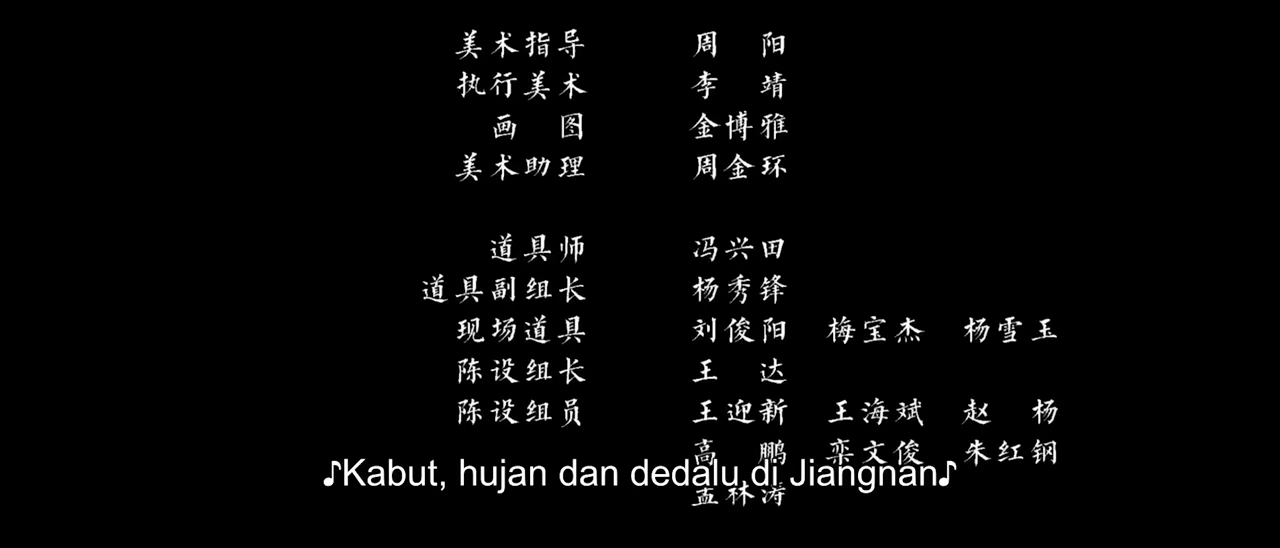 美术指导 周 阳
执行美术 李 靖
画 图 金博雅
美术助理 周金环
道具师 冯兴田
道具副组长 杨秀锋
现场道具 刘俊阳 梅宝杰 杨雪玉
陈设组长 王 达
陈设组员 王迎新 王海斌 赵 杨
高 鹏 栾文俊 朱红钢
♪Kabut, hujan dan dedalu di Jiangnan♪
孟林涛